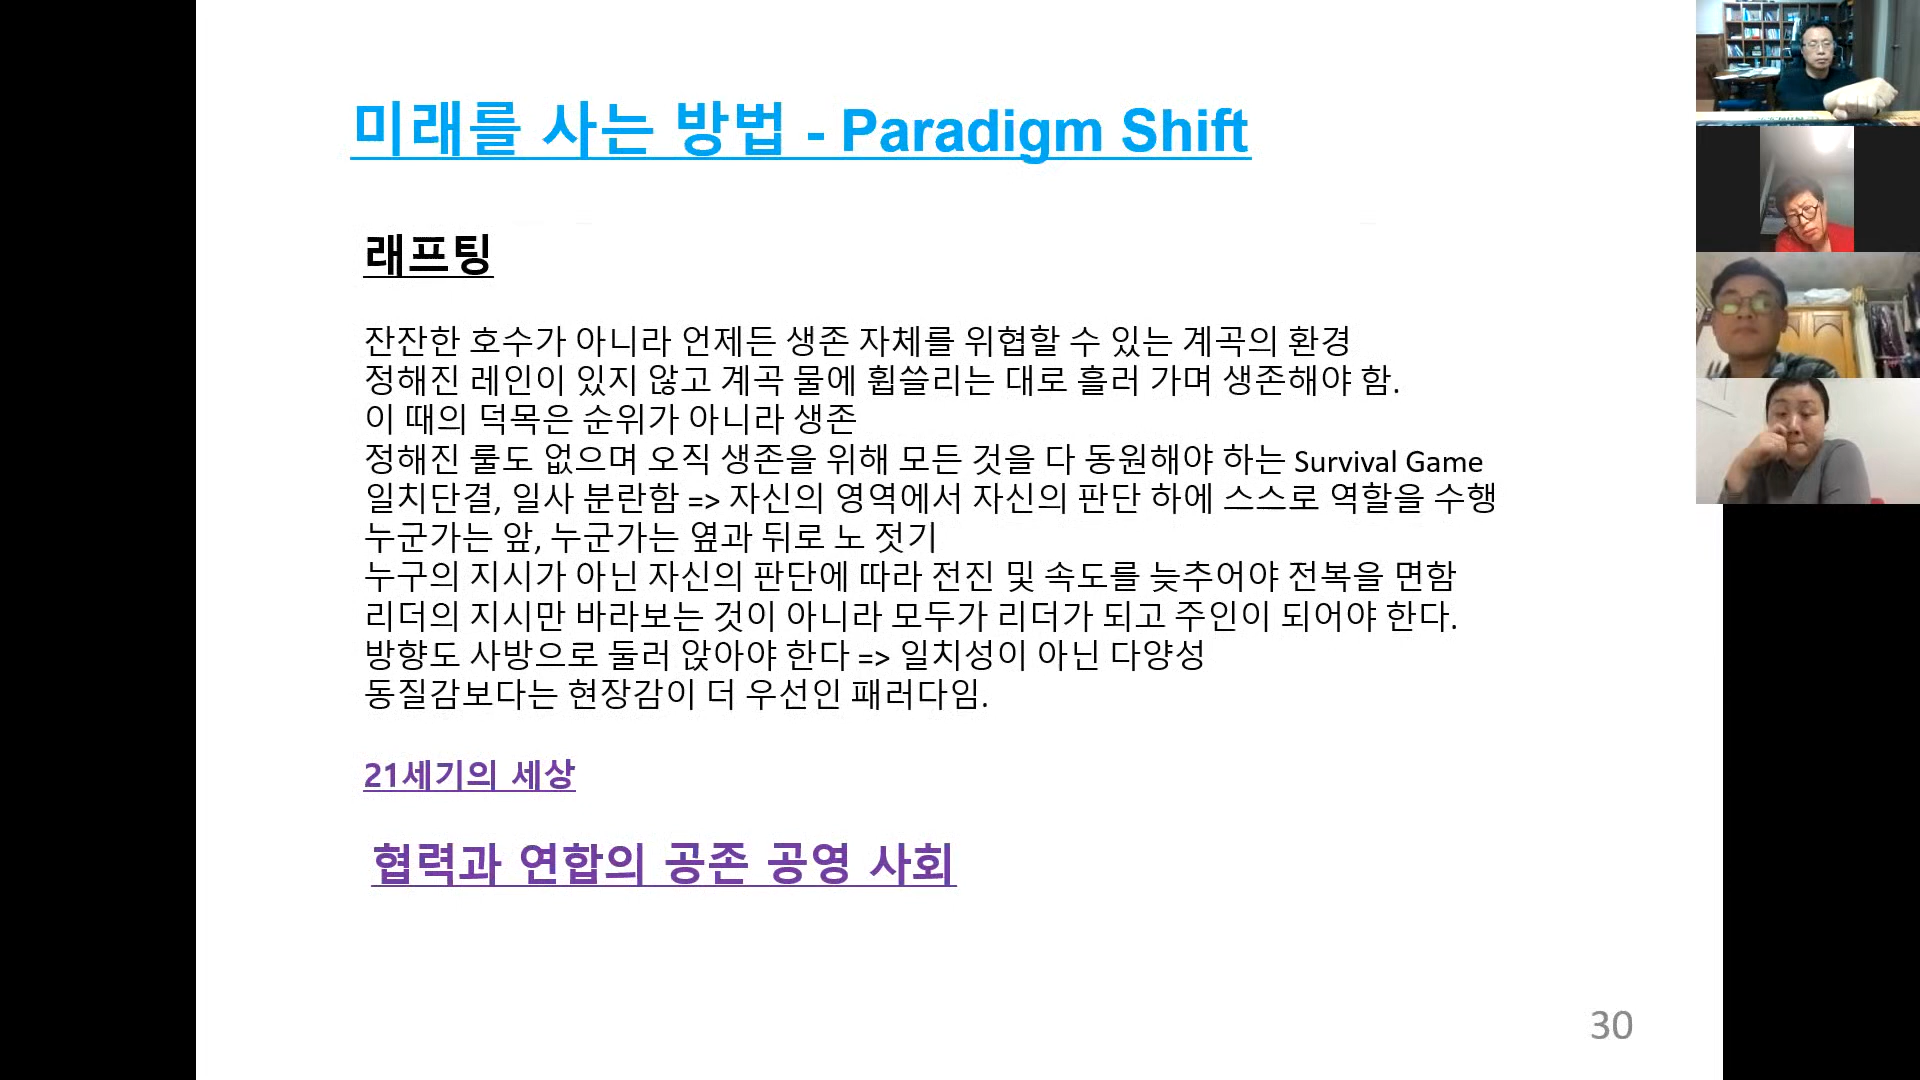 미래를 사는 방법 - Paradigm Shift
래프팅
잔잔한 호수가 아니라 언제든 생존 자체를 위협할 수 있는 계곡의 환경
정해진 레인이 있지 않고 계곡 물에 휩쓸리는 대로 흘러 가며 생존해야 함.
이 때의 덕목은 순위가 아니라 생존
정해진 룰도 없으며 오직 생존을 위해 모든 것을 다 동원해야 하는 Survival Game
일치단결, 일사 분란함 => 자신의 영역에서 자신의 판단 하에 스스로 역할을 수행
누군가는 앞, 누군가는 옆과 뒤로 노 젓기
누구의 지시가 아닌 자신의 판단에 따라 전진 및 속도를 늦추어야 전복을 면함
리더의 지시만 바라보는 것이 아니라 모두가 리더가 되고 주인이 되어야 한다.
방향도 사방으로 둘러 앉아야 한다 => 일치성이 아닌 다양성
동질감보다는 현장감이 더 우선인 패러다임.
21세기의 세상
협력과 연합의 공존 공영 사회
30